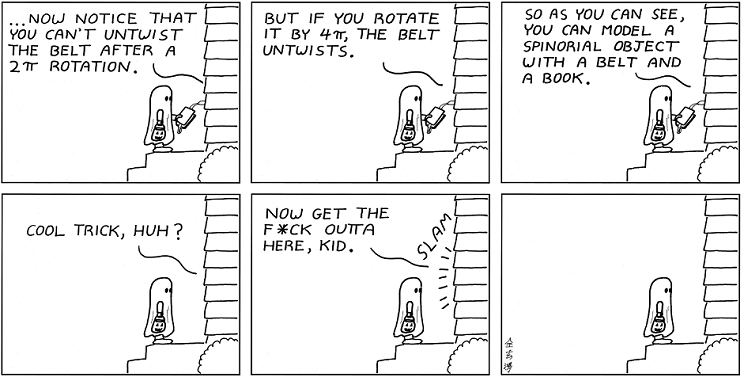 ...NOW NOTICE THAT
YOU CAN'T UNTWIST
THE BELT AFTER A
2π ROTATION.
BUT IF YOU ROTATE
IT BY 4π, THE BELT
UNTWISTS.
SO AS YOU CAN SEE,
YOU CAN MODEL A
SPINORIAL OBJECT
WITH A BELT AND
A BOOK.
COOL TRICK, HUH?
NOW GET THE
F*CK OUTTA
HERE, KID.
SLAM